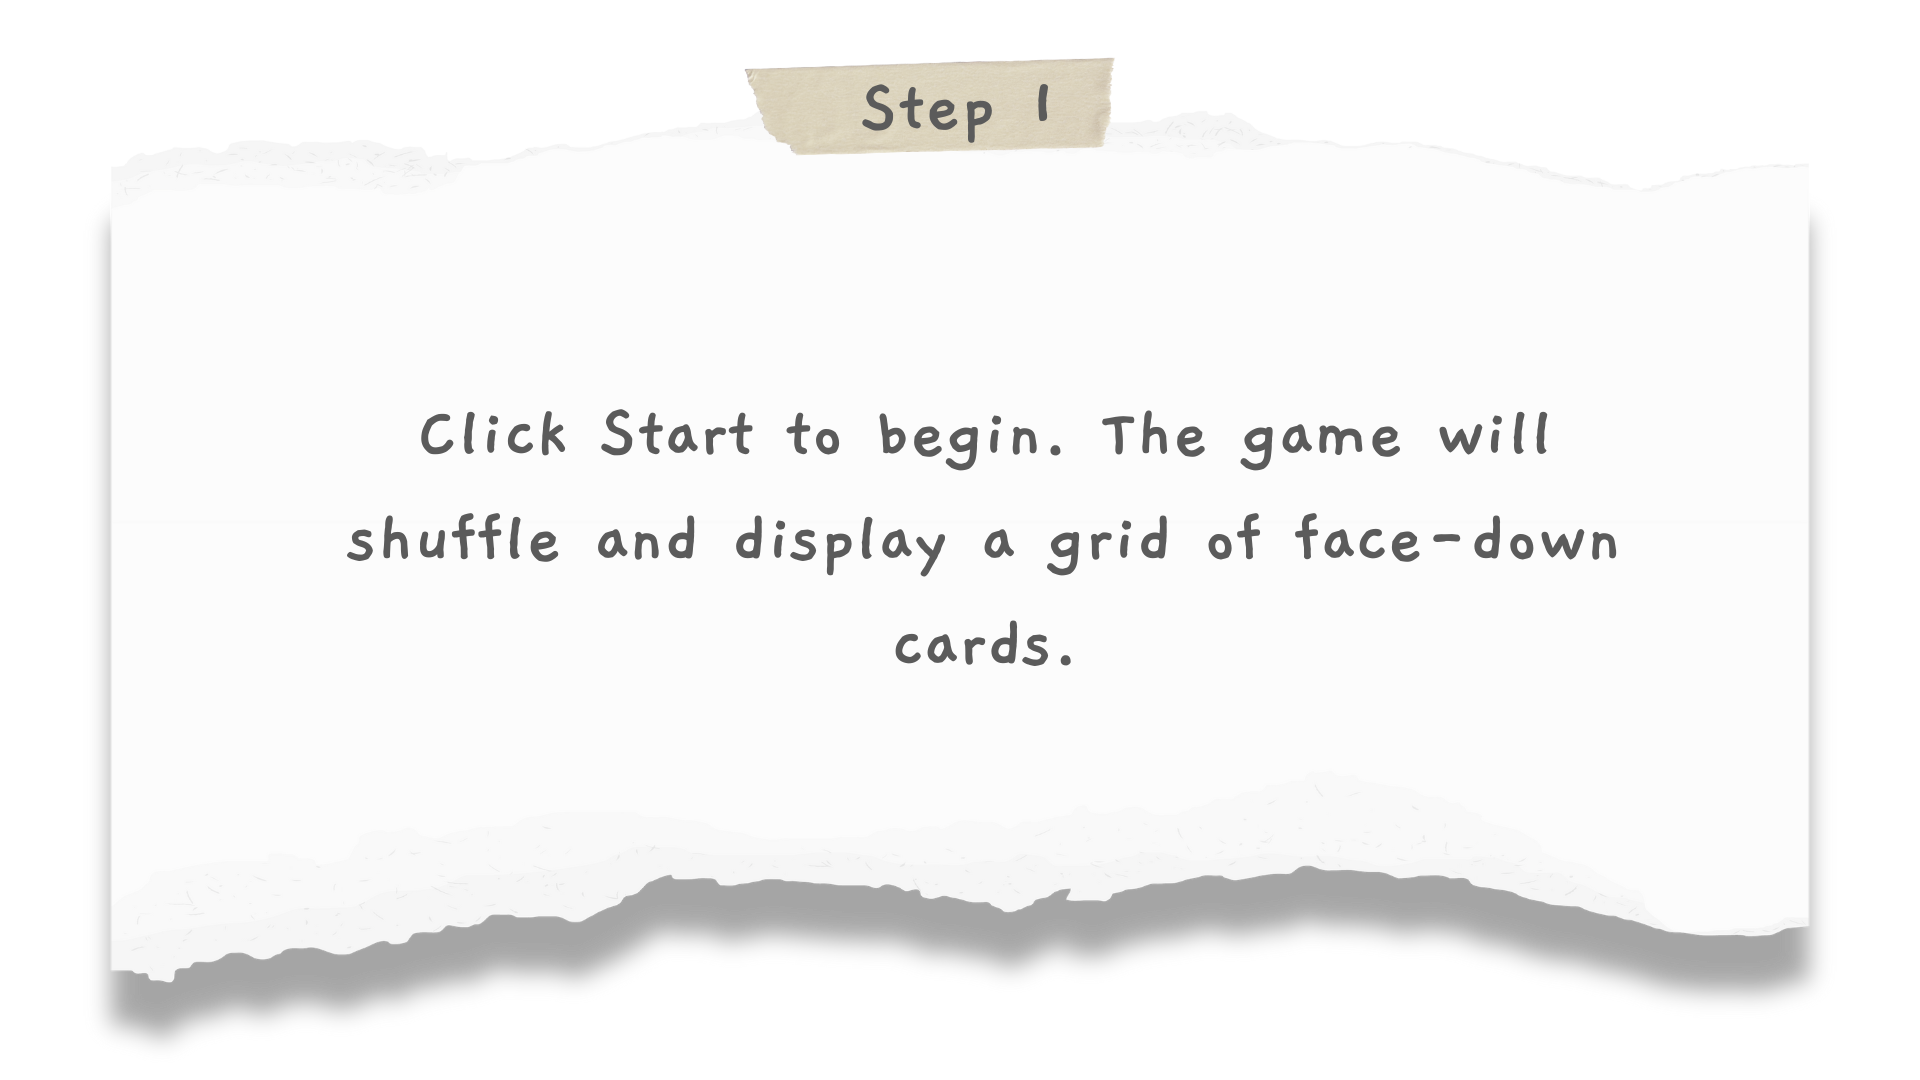 Step 1
Click Start to begin. The game will
shuffle and display a grid of face-down
cards.